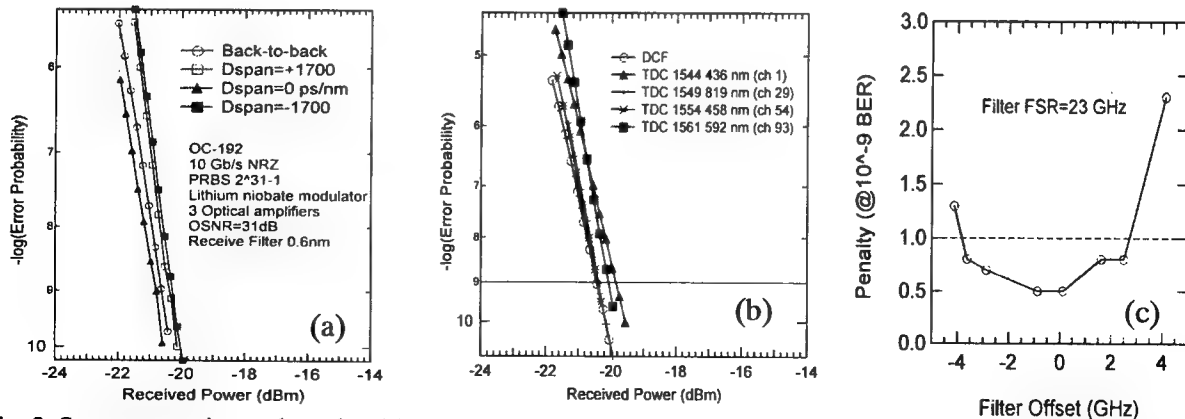 -log(Error Probability)
6
7
8
9
10
Back-to-back
Dspan=+1700
Dspan=0 ps/nm
Dspan=-1700
OC-192
10 Gb/s NRZ
PRBS 2^31-1
Lithium niobate modulator
3 Optical amplifiers
OSNR=31dB
Receive Filter 0.6nm
(a)
-24 -22 -20 -18 -16 -14
Received Power (dBm)
-log(Error Probability)
5
6
7
8
9
10
DCF
TDC 1544 436 nm (ch 1)
TDC 1549 819 nm (ch 29)
TDC 1554 458 nm (ch 54)
TDC 1561 592 nm (ch 93)
(b)
-24 -22 -20 -18 -16 -14
Received Power (dBm)
Penalty (@10^-9 BER)
3.0
2.5
2.0
1.5
1.0
0.5
0.0
Filter FSR=23 GHz
(c)
-4 -2 0 2 4
Filter Offset (GHz)